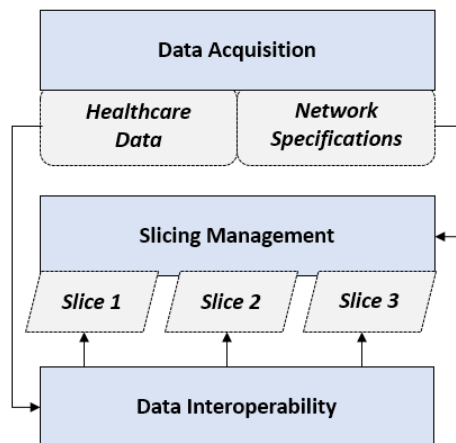 Data Acquisition
Healthcare
Data
Network
Specifications
Slicing Management
Slice 1
Slice 2
Slice 3
Data Interoperability